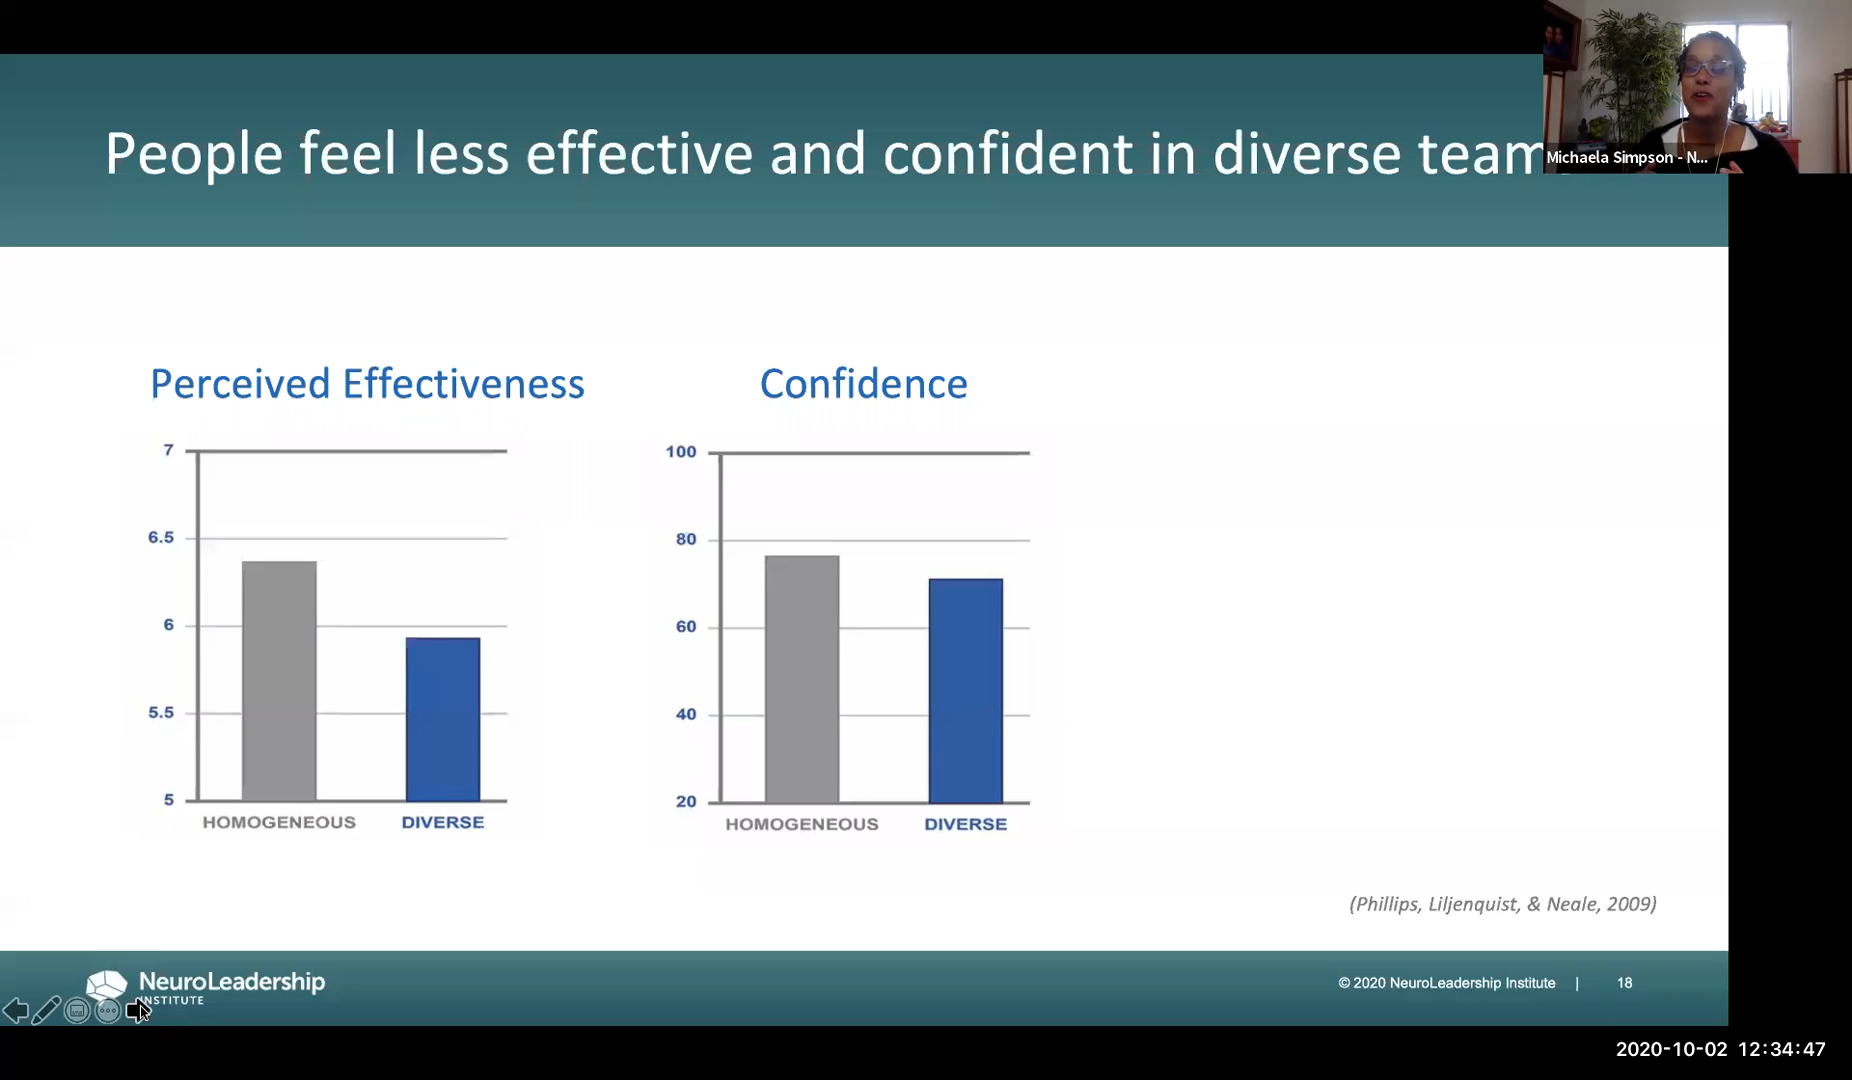 People feel less effective and confident in diverse team
Michaela Simpson - N...
Perceived Effectiveness
7
6.5
6
5.5
5
HOMOGENEOUS DIVERSE
Confidence
100
80
60
40
20
HOMOGENEOUS DIVERSE
(Phillips, Liljenquist, & Neale, 2009)
NeuroLeadership
INSTITUTE
© 2020 NeuroLeadership Institute | 18
2020-10-02 12:34:47